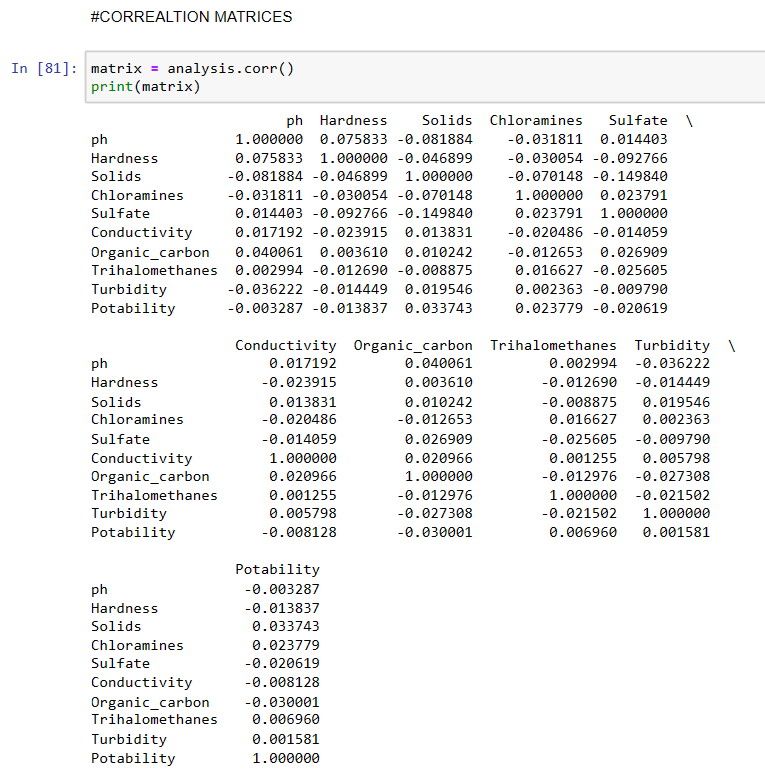 #CORREALTION MATRICES
In [81]: matrix = analysis.corr()
print(matrix)
ph Hardness Solids Chloramines Sulfate \
ph 1.000000 0.075833 -0.081884 -0.031811 0.014403
Hardness 0.075833 1.000000 -0.046899 -0.030054 -0.092766
Solids -0.081884 -0.046899 1.000000 -0.070148 -0.149840
Chloramines -0.031811 -0.030054 -0.070148 1.000000 0.023791
Sulfate 0.014403 -0.092766 -0.149840 0.023791 1.000000
Conductivity 0.017192 -0.023915 0.013831 -0.020486 -0.014059
Organic_carbon 0.040061 0.003610 0.010242 -0.012653 0.026909
Trihalomethanes 0.002994 -0.012690 -0.008875 0.016627 -0.025605
Turbidity -0.036222 -0.014449 0.019546 0.002363 -0.009790
Potability -0.003287 -0.013837 0.033743 0.023779 -0.020619
Conductivity Organic_carbon Trihalomethanes Turbidity \
ph 0.017192 0.040061 0.002994 -0.036222
Hardness -0.023915 0.003610 -0.012690 -0.014449
Solids 0.013831 0.010242 -0.008875 0.019546
Chloramines -0.020486 -0.012653 0.016627 0.002363
Sulfate -0.014059 0.026909 -0.025605 -0.009790
Conductivity 1.000000 0.020966 0.001255 0.005798
Organic_carbon 0.020966 1.000000 -0.012976 -0.027308
Trihalomethanes 0.001255 -0.012976 1.000000 -0.021502
Turbidity 0.005798 -0.027308 -0.021502 1.000000
Potability -0.008128 -0.030001 0.006960 0.001581
Potability
ph -0.003287
Hardness -0.013837
Solids 0.033743
Chloramines 0.023779
Sulfate -0.020619
Conductivity -0.008128
Organic_carbon -0.030001
Trihalomethanes 0.006960
Turbidity 0.001581
Potability 1.000000